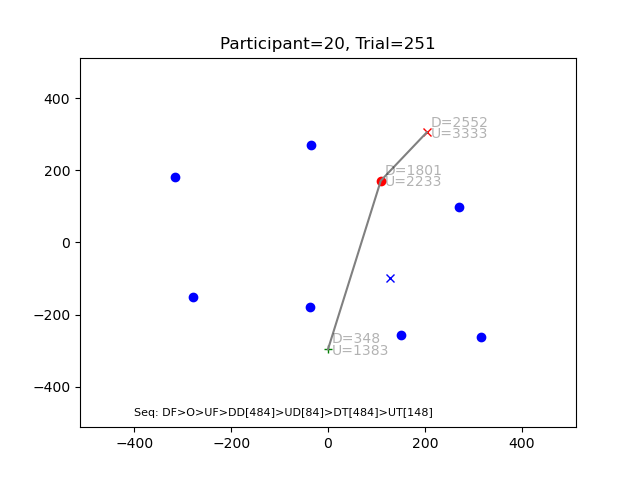 Participant=20, Trial=251
D=2552
U=3333
D=1801
U=2233
D=348
U=1383
Seq: DF>O>UF>DD[484]>UD[84]>DT[484]>UT[148]
400
200
0
−200
−400
−400 −200 0 200 400